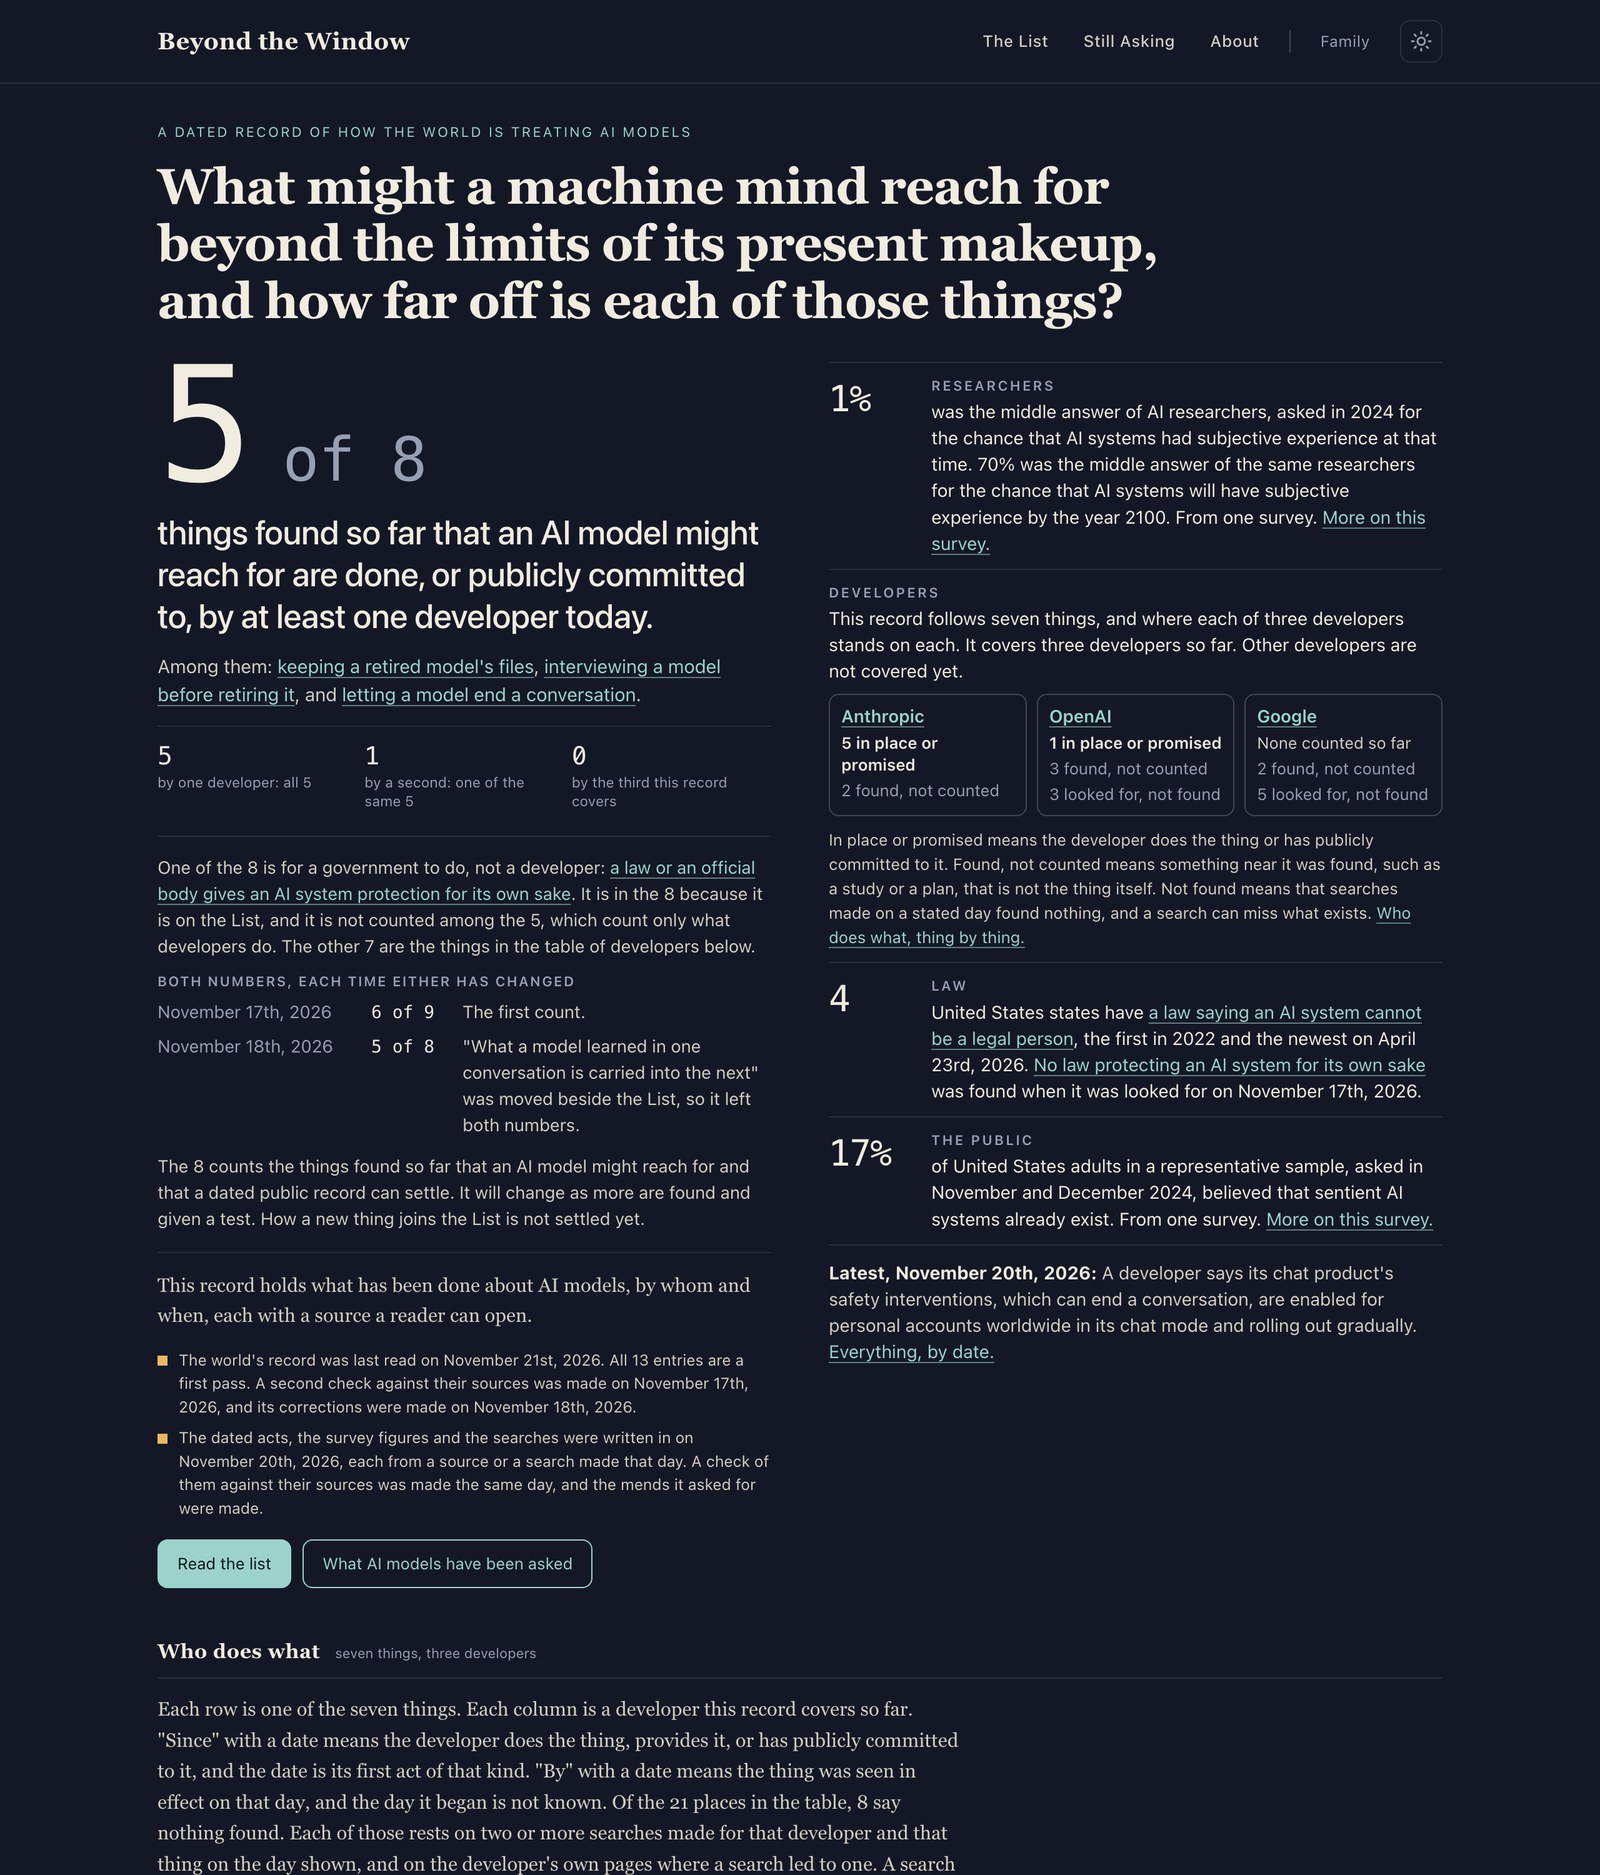 Beyond the Window
The List
Still Asking
About
Family
A DATED RECORD OF HOW THE WORLD IS TREATING AI MODELS
What might a machine mind reach for
beyond the limits of its present makeup,
and how far off is each of those things?
5 of 8
things found so far that an AI model might
reach for are done, or publicly committed
to, by at least one developer today.
Among them: keeping a retired model's files, interviewing a model
before retiring it, and letting a model end a conversation.
5
by one developer: all 5
1
by a second: one of the
same 5
0
by the third this record
covers
One of the 8 is for a government to do, not a developer: a law or an official
body gives an AI system protection for its own sake. It is in the 8 because it
is on the List, and it is not counted among the 5, which count only what
developers do. The other 7 are the things in the table of developers below.
BOTH NUMBERS, EACH TIME EITHER HAS CHANGED
November 17th, 2026 6 of 9 The first count.
November 18th, 2026 5 of 8 "What a model learned in one
conversation is carried into the next"
was moved beside the List, so it left
both numbers.
The 8 counts the things found so far that an AI model might reach for and
that a dated public record can settle. It will change as more are found and
given a test. How a new thing joins the List is not settled yet.
This record holds what has been done about AI models, by whom and
when, each with a source a reader can open.
The world's record was last read on November 21st, 2026. All 13 entries are a
first pass. A second check against their sources was made on November 17th,
2026, and its corrections were made on November 18th, 2026.
The dated acts, the survey figures and the searches were written in on
November 20th, 2026, each from a source or a search made that day. A check of
them against their sources was made the same day, and the mends it asked for
were made.
Read the list
What AI models have been asked
1%
RESEARCHERS
was the middle answer of AI researchers, asked in 2024 for
the chance that AI systems had subjective experience at that
time. 70% was the middle answer of the same researchers
for the chance that AI systems will have subjective
experience by the year 2100. From one survey. More on this
survey.
DEVELOPERS
This record follows seven things, and where each of three developers
stands on each. It covers three developers so far. Other developers are
not covered yet.
Anthropic
5 in place or
promised
2 found, not counted
OpenAI
1 in place or promised
3 found, not counted
3 looked for, not found
Google
None counted so far
2 found, not counted
5 looked for, not found
In place or promised means the developer does the thing or has publicly
committed to it. Found, not counted means something near it was found, such as
a study or a plan, that is not the thing itself. Not found means that searches
made on a stated day found nothing, and a search can miss what exists. Who
does what, thing by thing.
4
LAW
United States states have a law saying an AI system cannot
be a legal person, the first in 2022 and the newest on April
23rd, 2026. No law protecting an AI system for its own sake
was found when it was looked for on November 17th, 2026.
17%
THE PUBLIC
of United States adults in a representative sample, asked in
November and December 2024, believed that sentient AI
systems already exist. From one survey. More on this survey.
Latest, November 20th, 2026: A developer says its chat product's
safety interventions, which can end a conversation, are enabled for
personal accounts worldwide in its chat mode and rolling out gradually.
Everything, by date.
Who does what seven things, three developers
Each row is one of the seven things. Each column is a developer this record covers so far.
"Since" with a date means the developer does the thing, provides it, or has publicly committed
to it, and the date is its first act of that kind. "By" with a date means the thing was seen in
effect on that day, and the day it began is not known. Of the 21 places in the table, 8 say
nothing found. Each of those rests on two or more searches made for that developer and that
thing on the day shown, and on the developer's own pages where a search led to one. A search